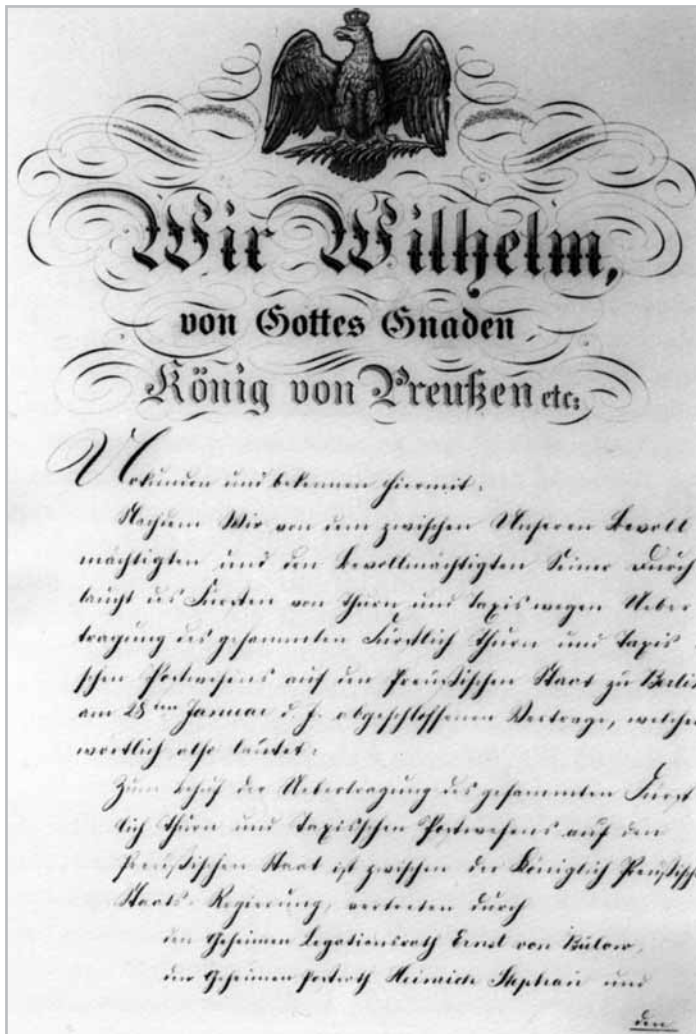 Wir Wilhelm,
von Gottes Gnaden
König von Preußen etc:
Urkunden und bekennen hiermit:
Nachdem Wir von dem zwischen Unseren Bevoll
mächtigten und den Bevollmächtigten Seiner Durch
laucht des Fürsten von Thurn und Taxis wegen Ueber
tragung des gesammten Fürstlich Thurn und Taxis
schen Postwesens auf den Preußischen Staat zu Berlin
am 28ten Januar d. J. abgeschlossenen Vertrage, welcher
wörtlich also lautet:
Zum Behuf der Uebertragung des gesammten Fürst
lich Thurn und Taxisschen Postwesens auf den
Preußischen Staat ist zwischen der Königlich Preußische
Staats-Regierung, vertreten durch
den Geheimen Legationsrath Ernst von Bülow,
den Geheimen Postrath Heinrich Stephan und
den